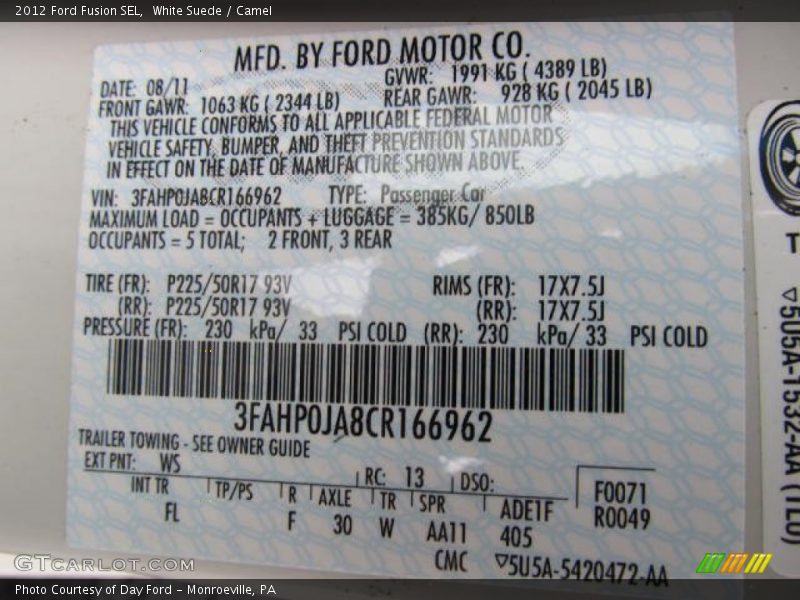 2012 Ford Fusion SEL, White Suede / Camel
MFD. BY FORD MOTOR CO.
DATE: 08/11 GVWR: 1991 KG ( 4389 LB)
FRONT GAWR: 1063 KG ( 2344 LB) REAR GAWR: 928 KG ( 2045 LB)
THIS VEHICLE CONFORMS TO ALL APPLICABLE FEDERAL MOTOR
VEHICLE SAFETY, BUMPER, AND THEFT PREVENTION STANDARDS
IN EFFECT ON THE DATE OF MANUFACTURE SHOWN ABOVE.
VIN: 3FAHP0JA8CR166962 TYPE: Passenger Car
MAXIMUM LOAD = OCCUPANTS + LUGGAGE = 385KG/ 850LB
OCCUPANTS = 5 TOTAL; 2 FRONT, 3 REAR
TIRE (FR): P225/50R17 93V RIMS (FR): 17X7.5J
(RR): P225/50R17 93V (RR): 17X7.5J
PRESSURE (FR): 230 kPa/ 33 PSI COLD (RR): 230 kPa/ 33 PSI COLD
3FAHP0JA8CR166962
TRAILER TOWING - SEE OWNER GUIDE
EXT PNT: WS RC: 13 DSO: F0071
INT TR TP/PS R AXLE TR SPR ADE1F R0049
FL F 30 W AA11 405
CMC ▽5U5A-5420472-AA
T
▽5U5A-1532-AA (TL6)
GTCarLot.com
Photo Courtesy of Day Ford - Monroeville, PA